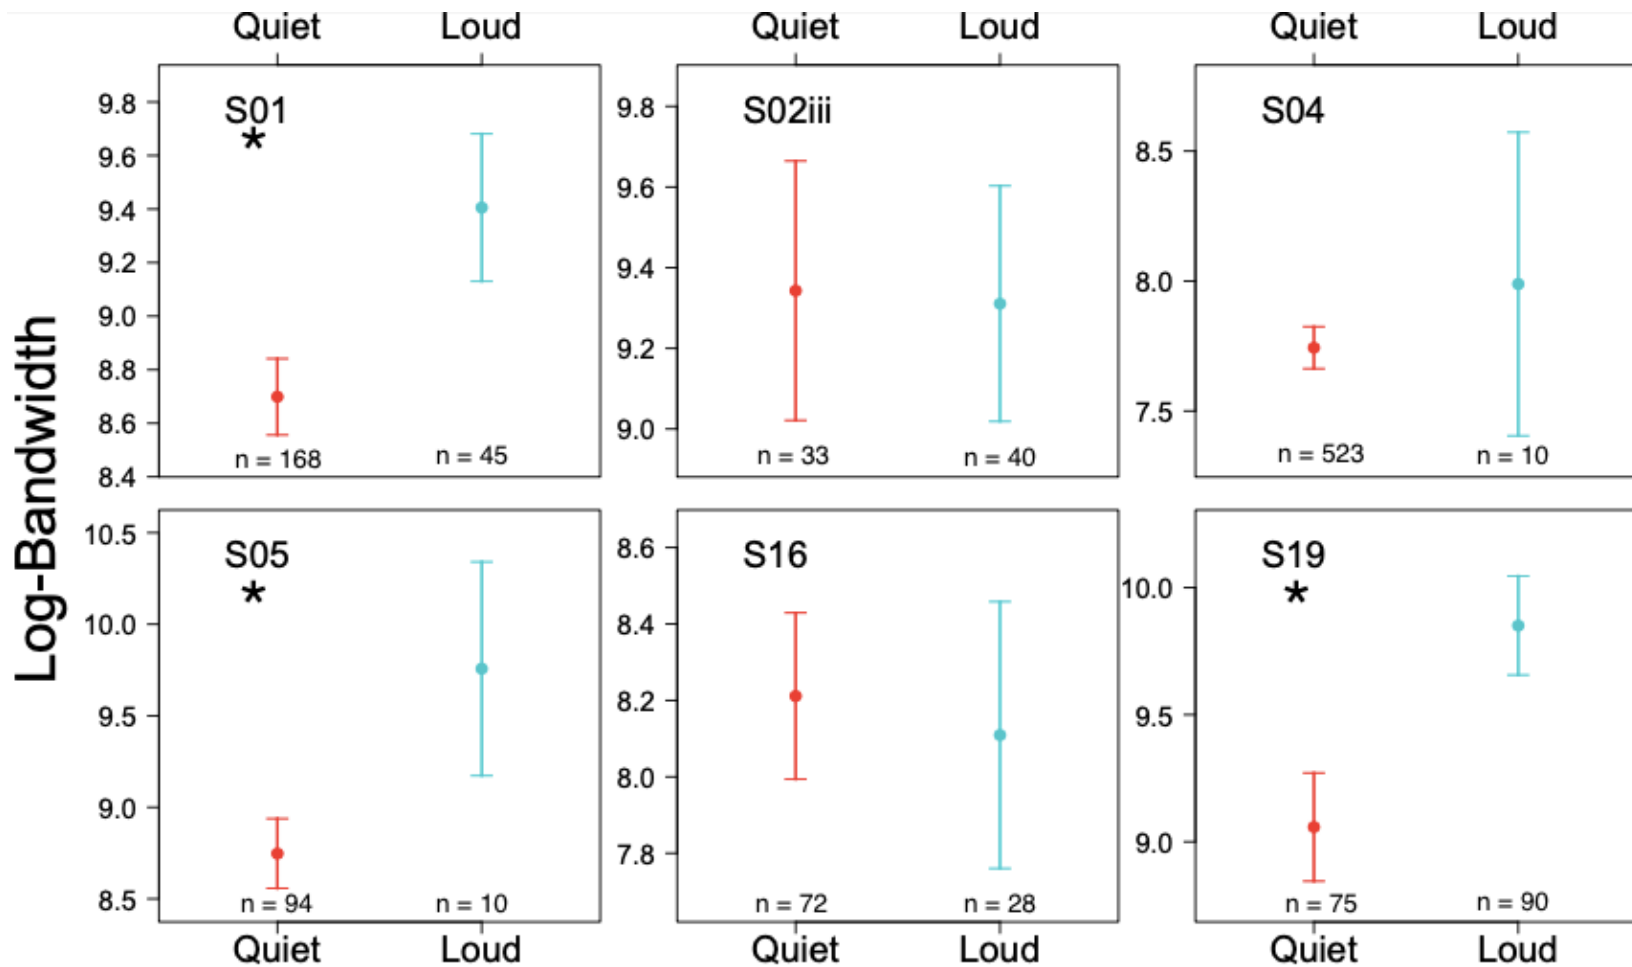 Quiet Loud Quiet Loud Quiet Loud
Log-Bandwidth
S01
*
9.8
9.6
9.4
9.2
9.0
8.8
8.6
8.4
n = 168 n = 45
S02iii
9.8
9.6
9.4
9.2
9.0
n = 33 n = 40
S04
8.5
8.0
7.5
n = 523 n = 10
S05
*
10.5
10.0
9.5
9.0
8.5
n = 94 n = 10
S16
8.6
8.4
8.2
8.0
7.8
n = 72 n = 28
S19
*
10.0
9.5
9.0
n = 75 n = 90
Quiet Loud Quiet Loud Quiet Loud